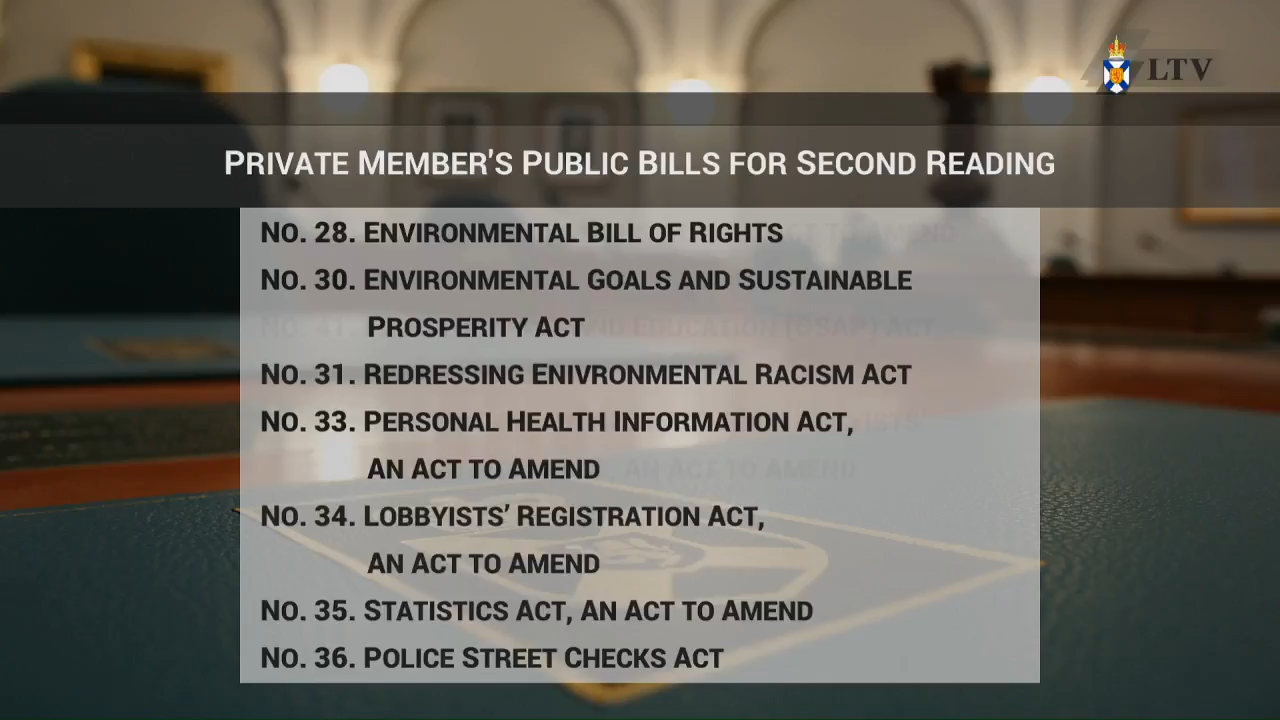 LTV
PRIVATE MEMBER'S PUBLIC BILLS FOR SECOND READING
NO. 28. ENVIRONMENTAL BILL OF RIGHTS
NO. 30. ENVIRONMENTAL GOALS AND SUSTAINABLE
PROSPERITY ACT
NO. 31. REDRESSING ENIVRONMENTAL RACISM ACT
NO. 33. PERSONAL HEALTH INFORMATION ACT,
AN ACT TO AMEND
NO. 34. LOBBYISTS' REGISTRATION ACT,
AN ACT TO AMEND
NO. 35. STATISTICS ACT, AN ACT TO AMEND
NO. 36. POLICE STREET CHECKS ACT